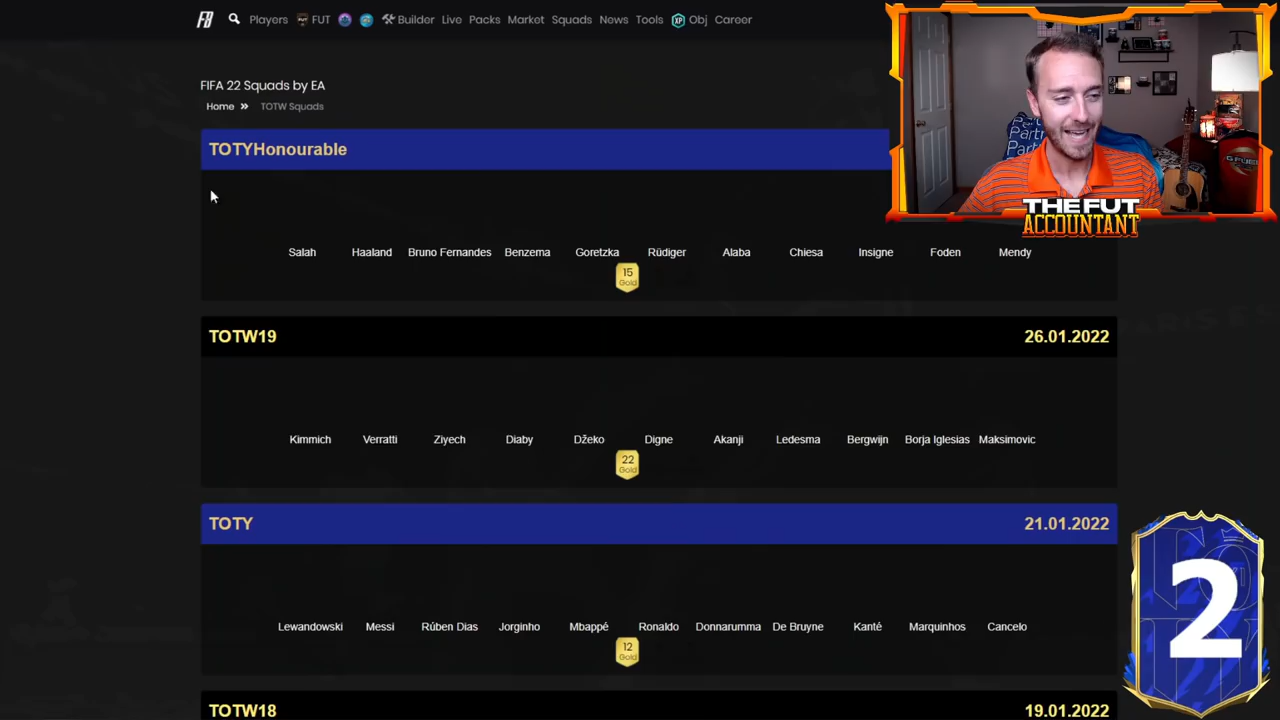 FB Players FUT Builder Live Packs Market Squads News Tools XP Obj Career
FIFA 22 Squads by EA
Home » TOTW Squads
TOTYHonourable
Salah Haaland Bruno Fernandes Benzema Goretzka Rüdiger Alaba Chiesa Insigne Foden Mendy
15
Gold
TOTW19 26.01.2022
Kimmich Verratti Ziyech Diaby Džeko Digne Akanji Ledesma Bergwijn Borja Iglesias Maksimovic
22
Gold
TOTY 21.01.2022
Lewandowski Messi Rúben Dias Jorginho Mbappé Ronaldo Donnarumma De Bruyne Kanté Marquinhos Cancelo
12
Gold
TOTW18 19.01.2022
THE FUT
ACCOUNTANT
2